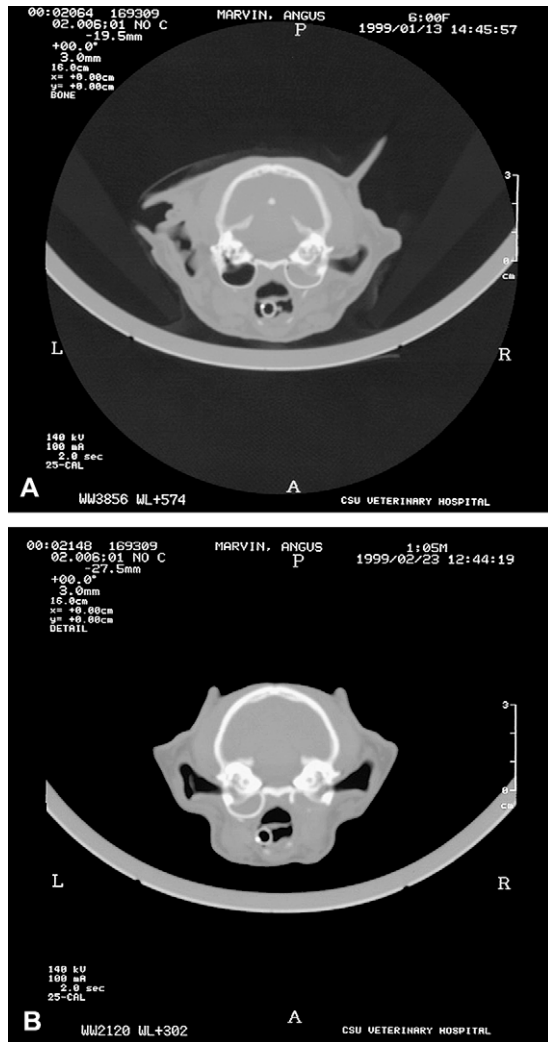 00:02064 169309 MARVIN, ANGUS 6:00F
02.006:01 NO C P 1999/01/13 14:45:57
-19.5mm
+00.0°
3.0mm
16.0cm
x= +0.00cm
y= +0.00cm
BONE
3
0
cm
L R
140 kV
100 mA
2.0 sec
25-CAL
A A
WW3856 WL+574 CSU VETERINARY HOSPITAL
00:02148 169309 MARVIN, ANGUS 1:05M
02.006:01 NO C P 1999/02/23 12:44:19
-27.5mm
+00.0°
3.0mm
16.0cm
x= +0.00cm
y= +0.00cm
DETAIL
3
0
cm
L R
140 kV
100 mA
2.0 sec
25-CAL
B A
WW2120 WL+302 CSU VETERINARY HOSPITAL